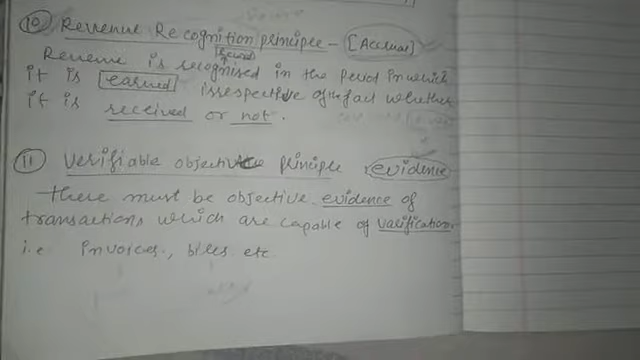 10 Revenue Recognition principle - [Accrual]
Revenue is recognised in the period in which
it is earned irrespective of the fact whether
it is received or not.
11 Verifiable objective principle evidence
there must be objective evidence of
transactions which are capable of varification
i.e invoices, bills etc